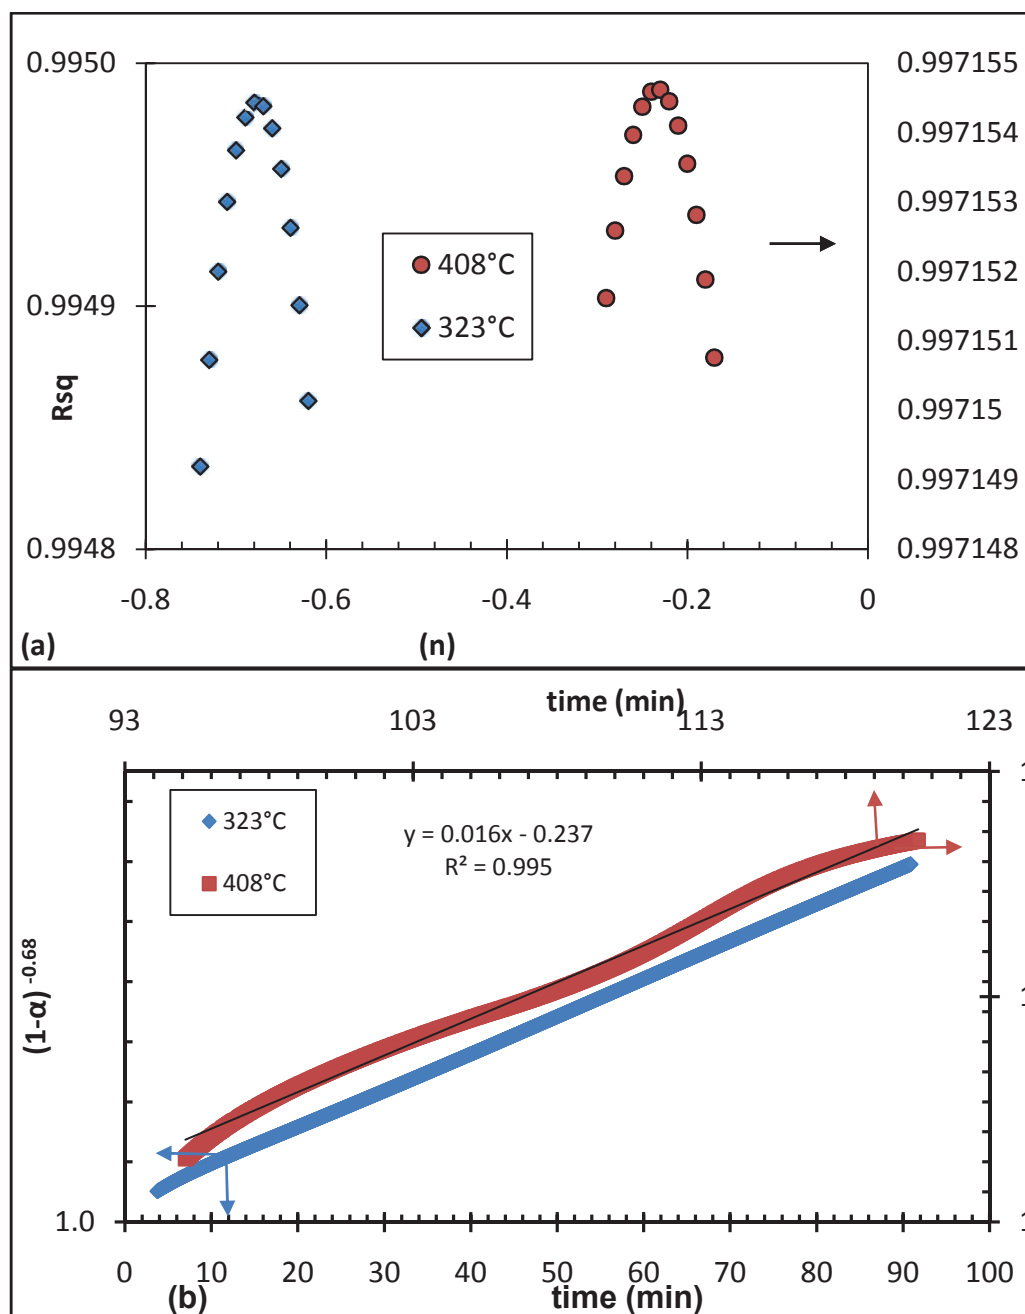 0.9950
0.9949
0.9948
Rsq
0.997155
0.997154
0.997153
0.997152
0.997151
0.99715
0.997149
0.997148
408°C
323°C
-0.8 -0.6 -0.4 -0.2 0
(a) (n)
time (min)
93 103 113 123
323°C
408°C
y = 0.016x - 0.237
R² = 0.995
(1-α) -0.68
1.0
1
1
1
0 10 20 30 40 50 60 70 80 90 100
(b) time (min)